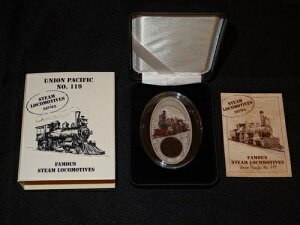 UNION PACIFIC
NO. 119
STEAM
LOCOMOTIVES
SERIES
FAMOUS
STEAM LOCOMOTIVES
STEAM
LOCOMOTIVES
SERIES
FAMOUS
STEAM LOCOMOTIVES
Union Pacific No. 119